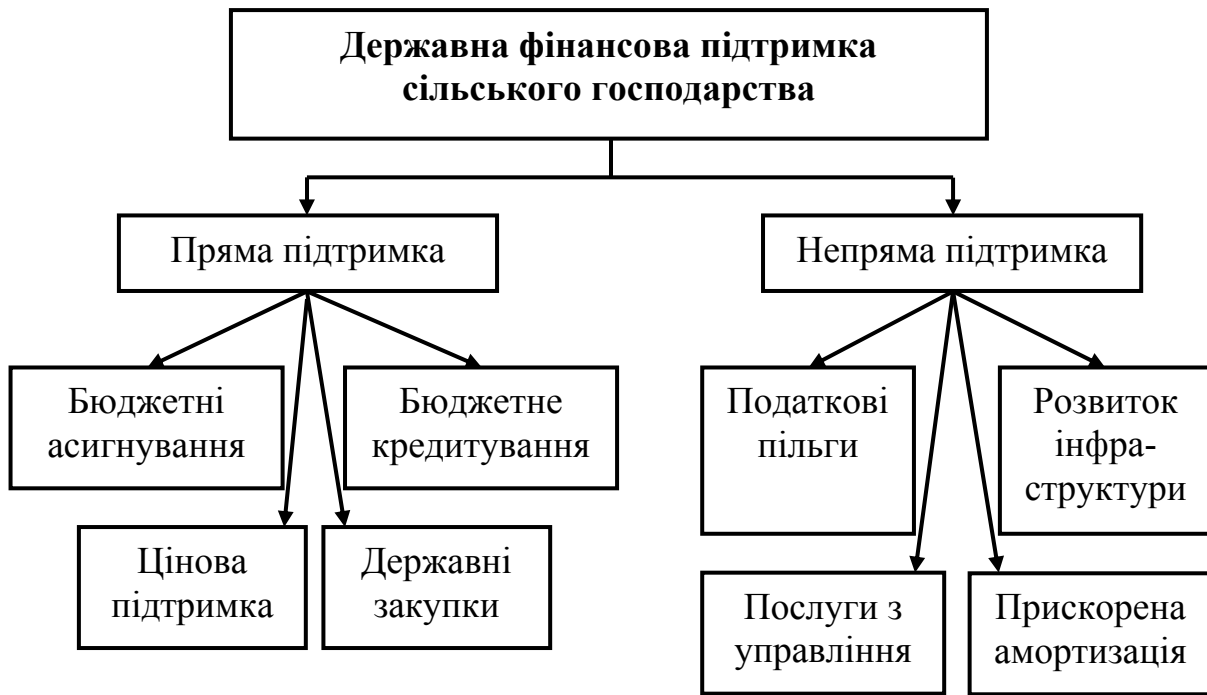 Державна фінансова підтримка
сільського господарства
Пряма підтримка
Непряма підтримка
Бюджетні
асигнування
Бюджетне
кредитування
Податкові
пільги
Розвиток
інфра-
структури
Цінова
підтримка
Державні
закупки
Послуги з
управління
Прискорена
амортизація